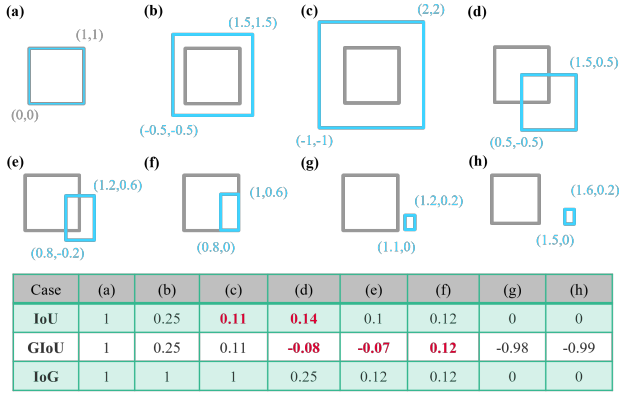 (a) (b) (c) (d)
(1,1) (1.5,1.5) (2,2) (1.5,0.5)
(0,0) (-0.5,-0.5) (-1,-1) (0.5,-0.5)
(e) (f) (g) (h)
(1.2,0.6) (1,0.6) (1.2,0.2) (1.6,0.2)
(0.8,-0.2) (0.8,0) (1.1,0) (1.5,0)
Case (a) (b) (c) (d) (e) (f) (g) (h)
IoU 1 0.25 0.11 0.14 0.1 0.12 0 0
GIoU 1 0.25 0.11 -0.08 -0.07 0.12 -0.98 -0.99
IoG 1 1 1 0.25 0.12 0.12 0 0